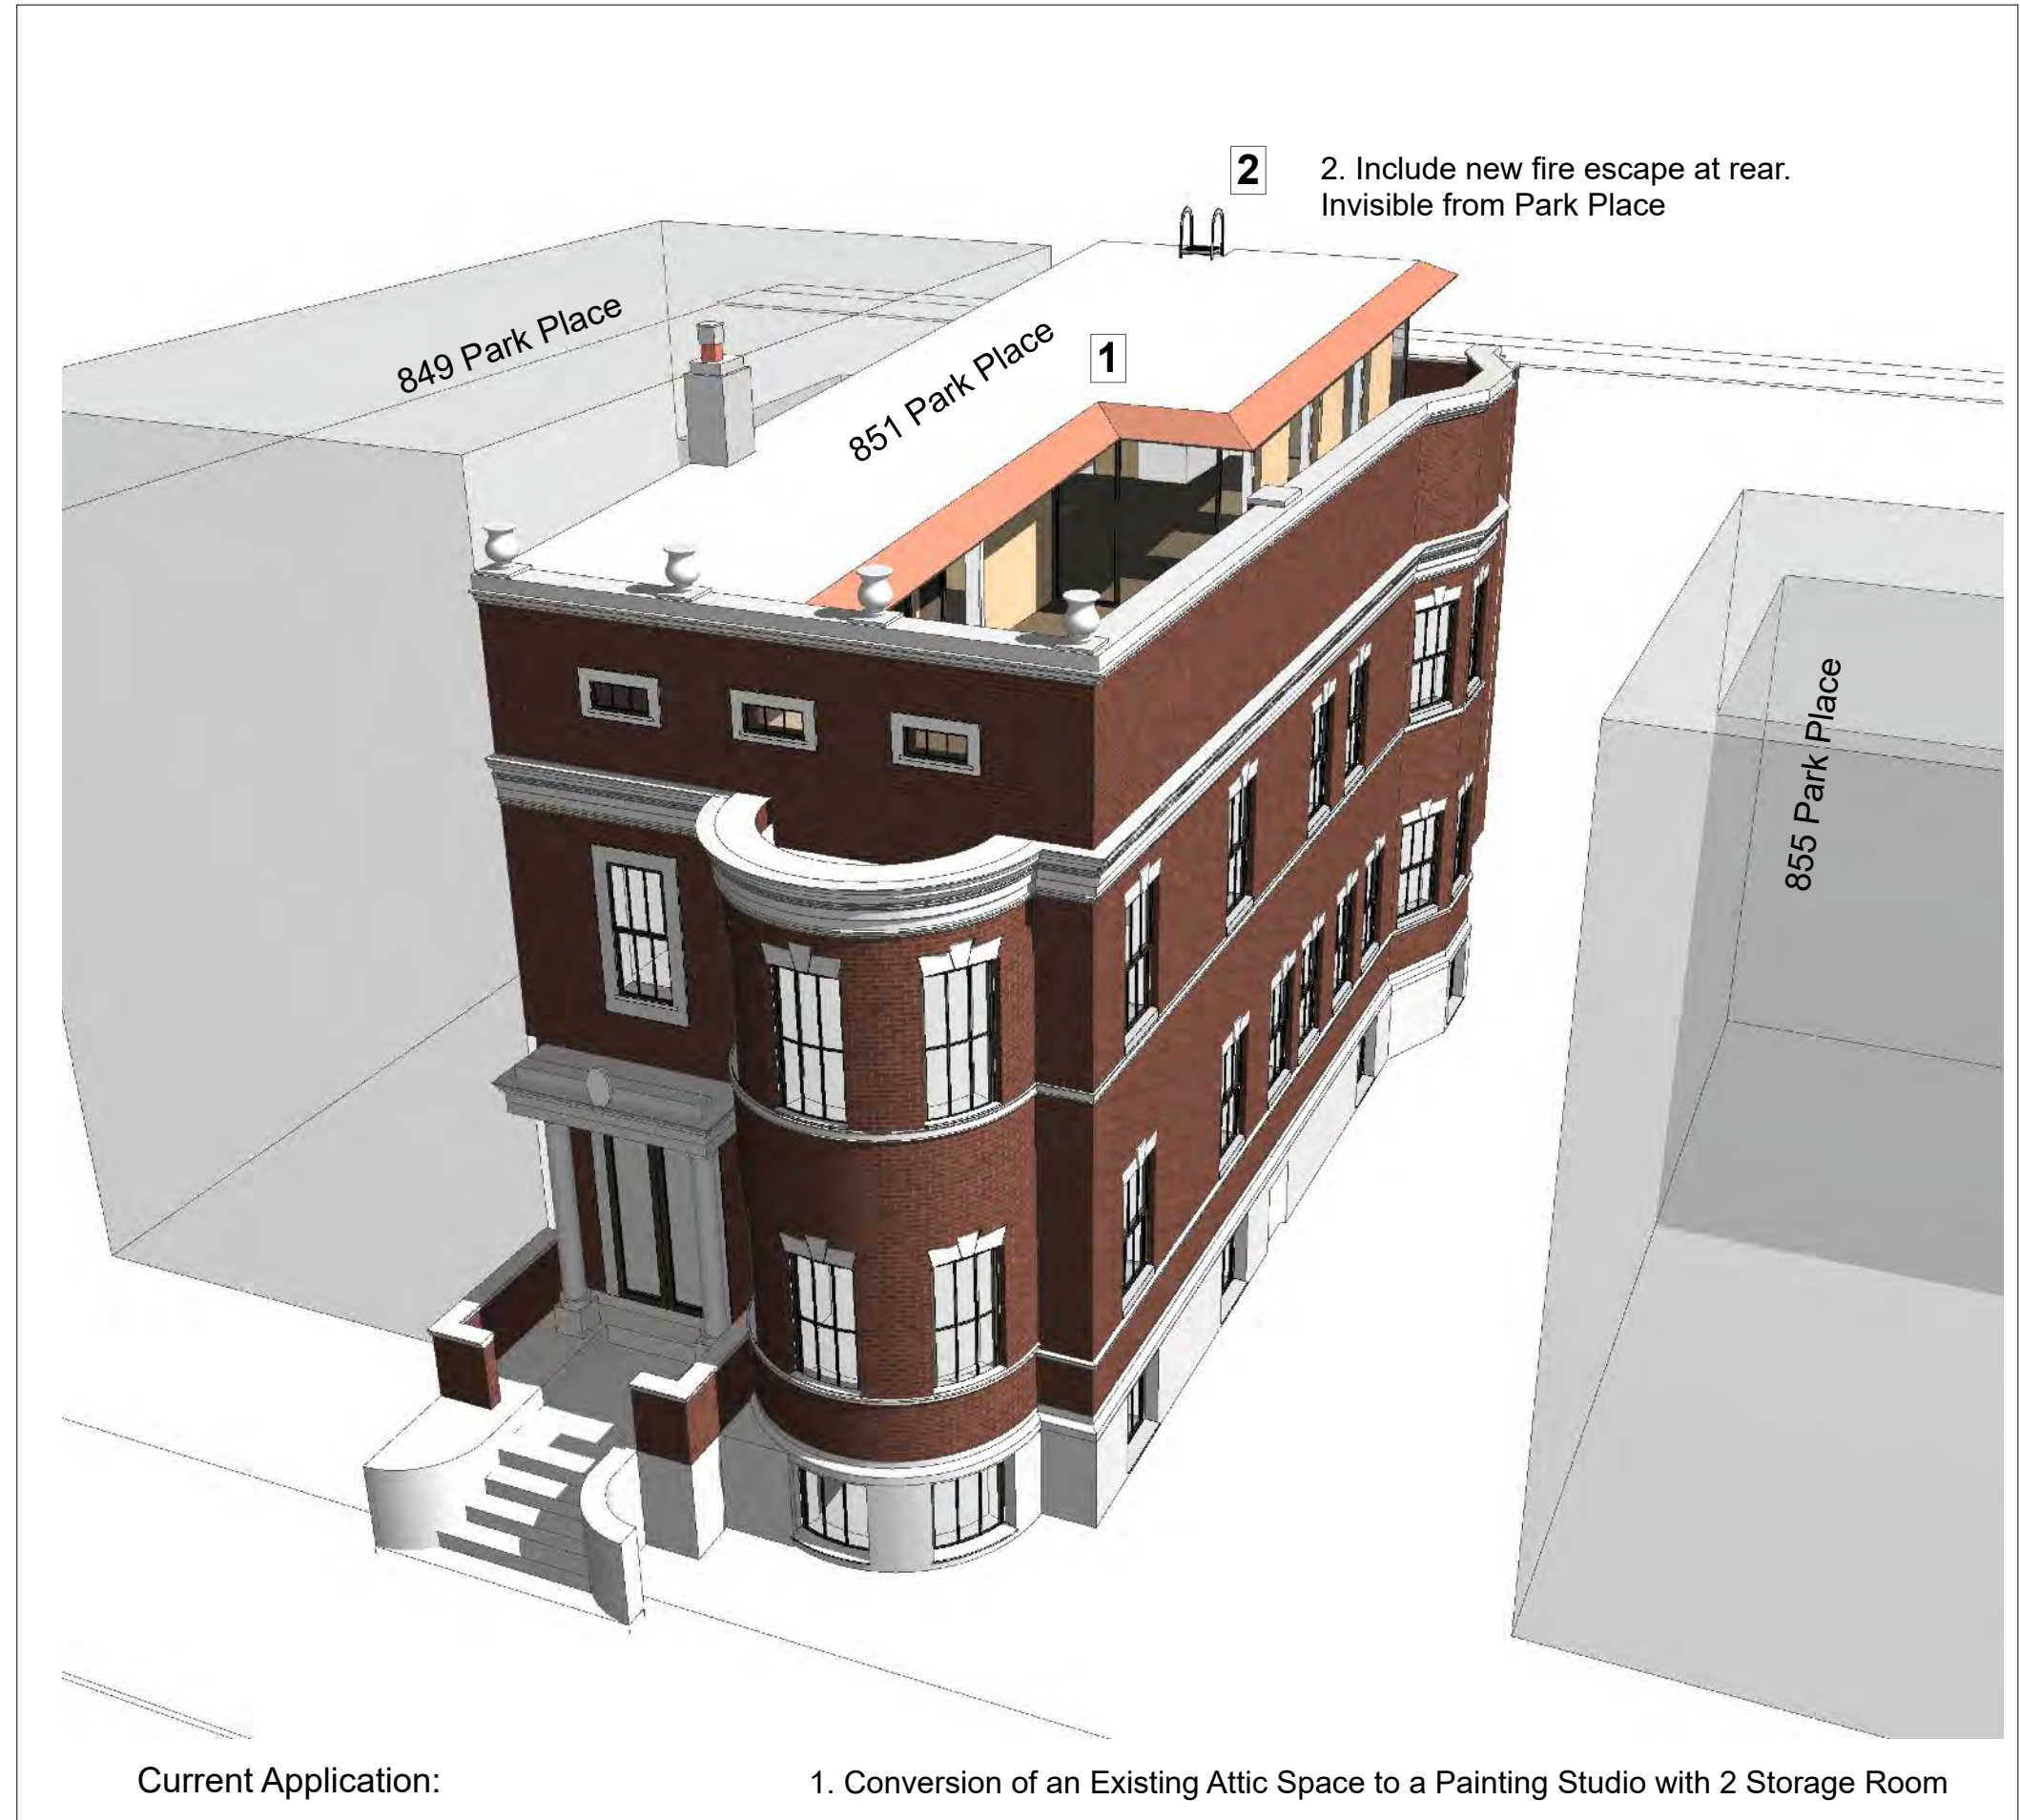 2
2. Include new fire escape at rear.
Invisible from Park Place
849 Park Place
851 Park Place
1
855 Park Place
Current Application:
1. Conversion of an Existing Attic Space to a Painting Studio with 2 Storage Room